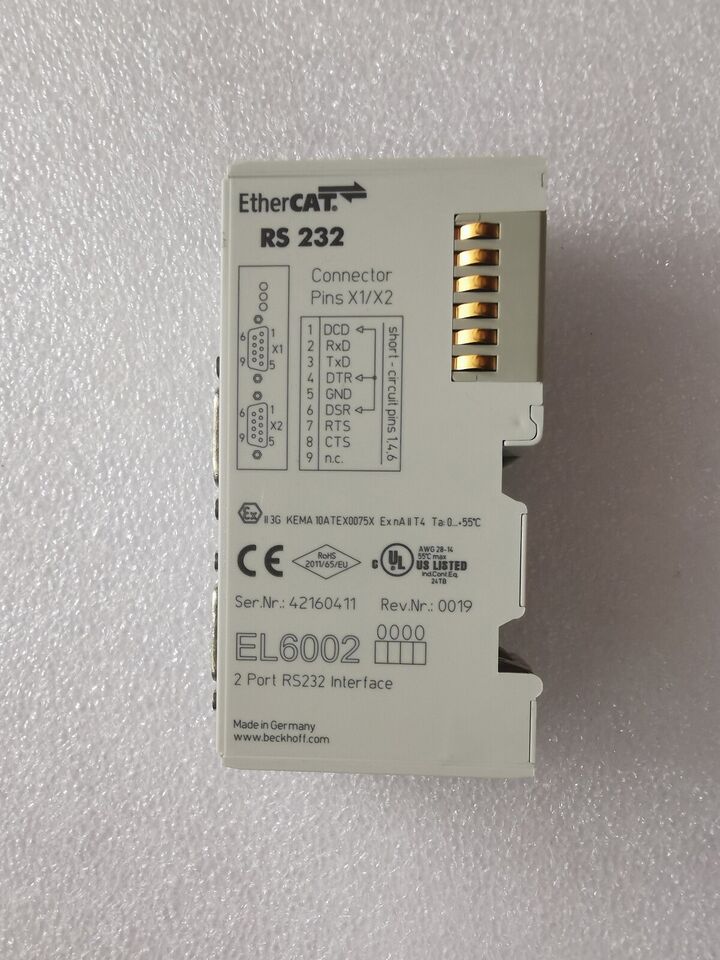 EtherCAT®
RS 232
Connector
Pins X1/X2
6 1 X1
9 5
6 1 X2
9 5
1 DCD
2 RxD
3 TxD
4 DTR
5 GND
6 DSR
7 RTS
8 CTS
9 n.c.
short - circuit pins 1,4,6
Ex II 3G KEMA 10ATEX0075X Ex nA II T4 Ta: 0...+55°C
CE
RoHS
2011/65/EU
C UL US LISTED
AWG 28-14
55°C max
Ind.Cont.Eq.
24TB
Ser.Nr.: 42160411 Rev.Nr.: 0019
EL6002 0000
2 Port RS232 Interface
Made in Germany
www.beckhoff.com